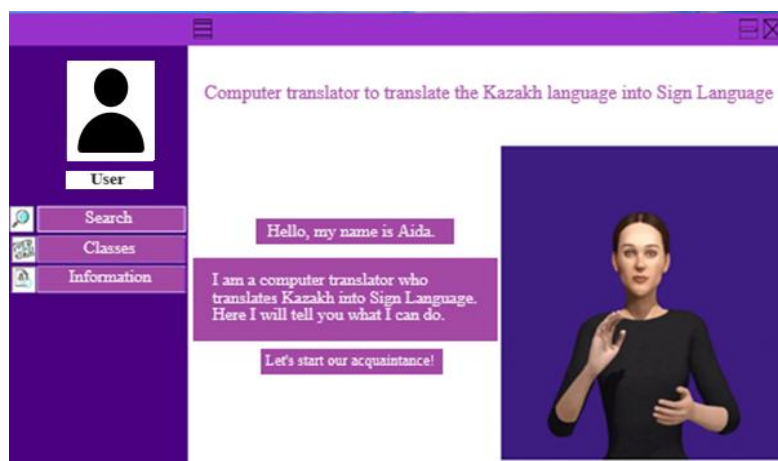 Computer translator to translate the Kazakh language into Sign Language
User
Search
Classes
Information
Hello, my name is Aida.
I am a computer translator who
translates Kazakh into Sign Language.
Here I will tell you what I can do.
Let's start our acquaintance!